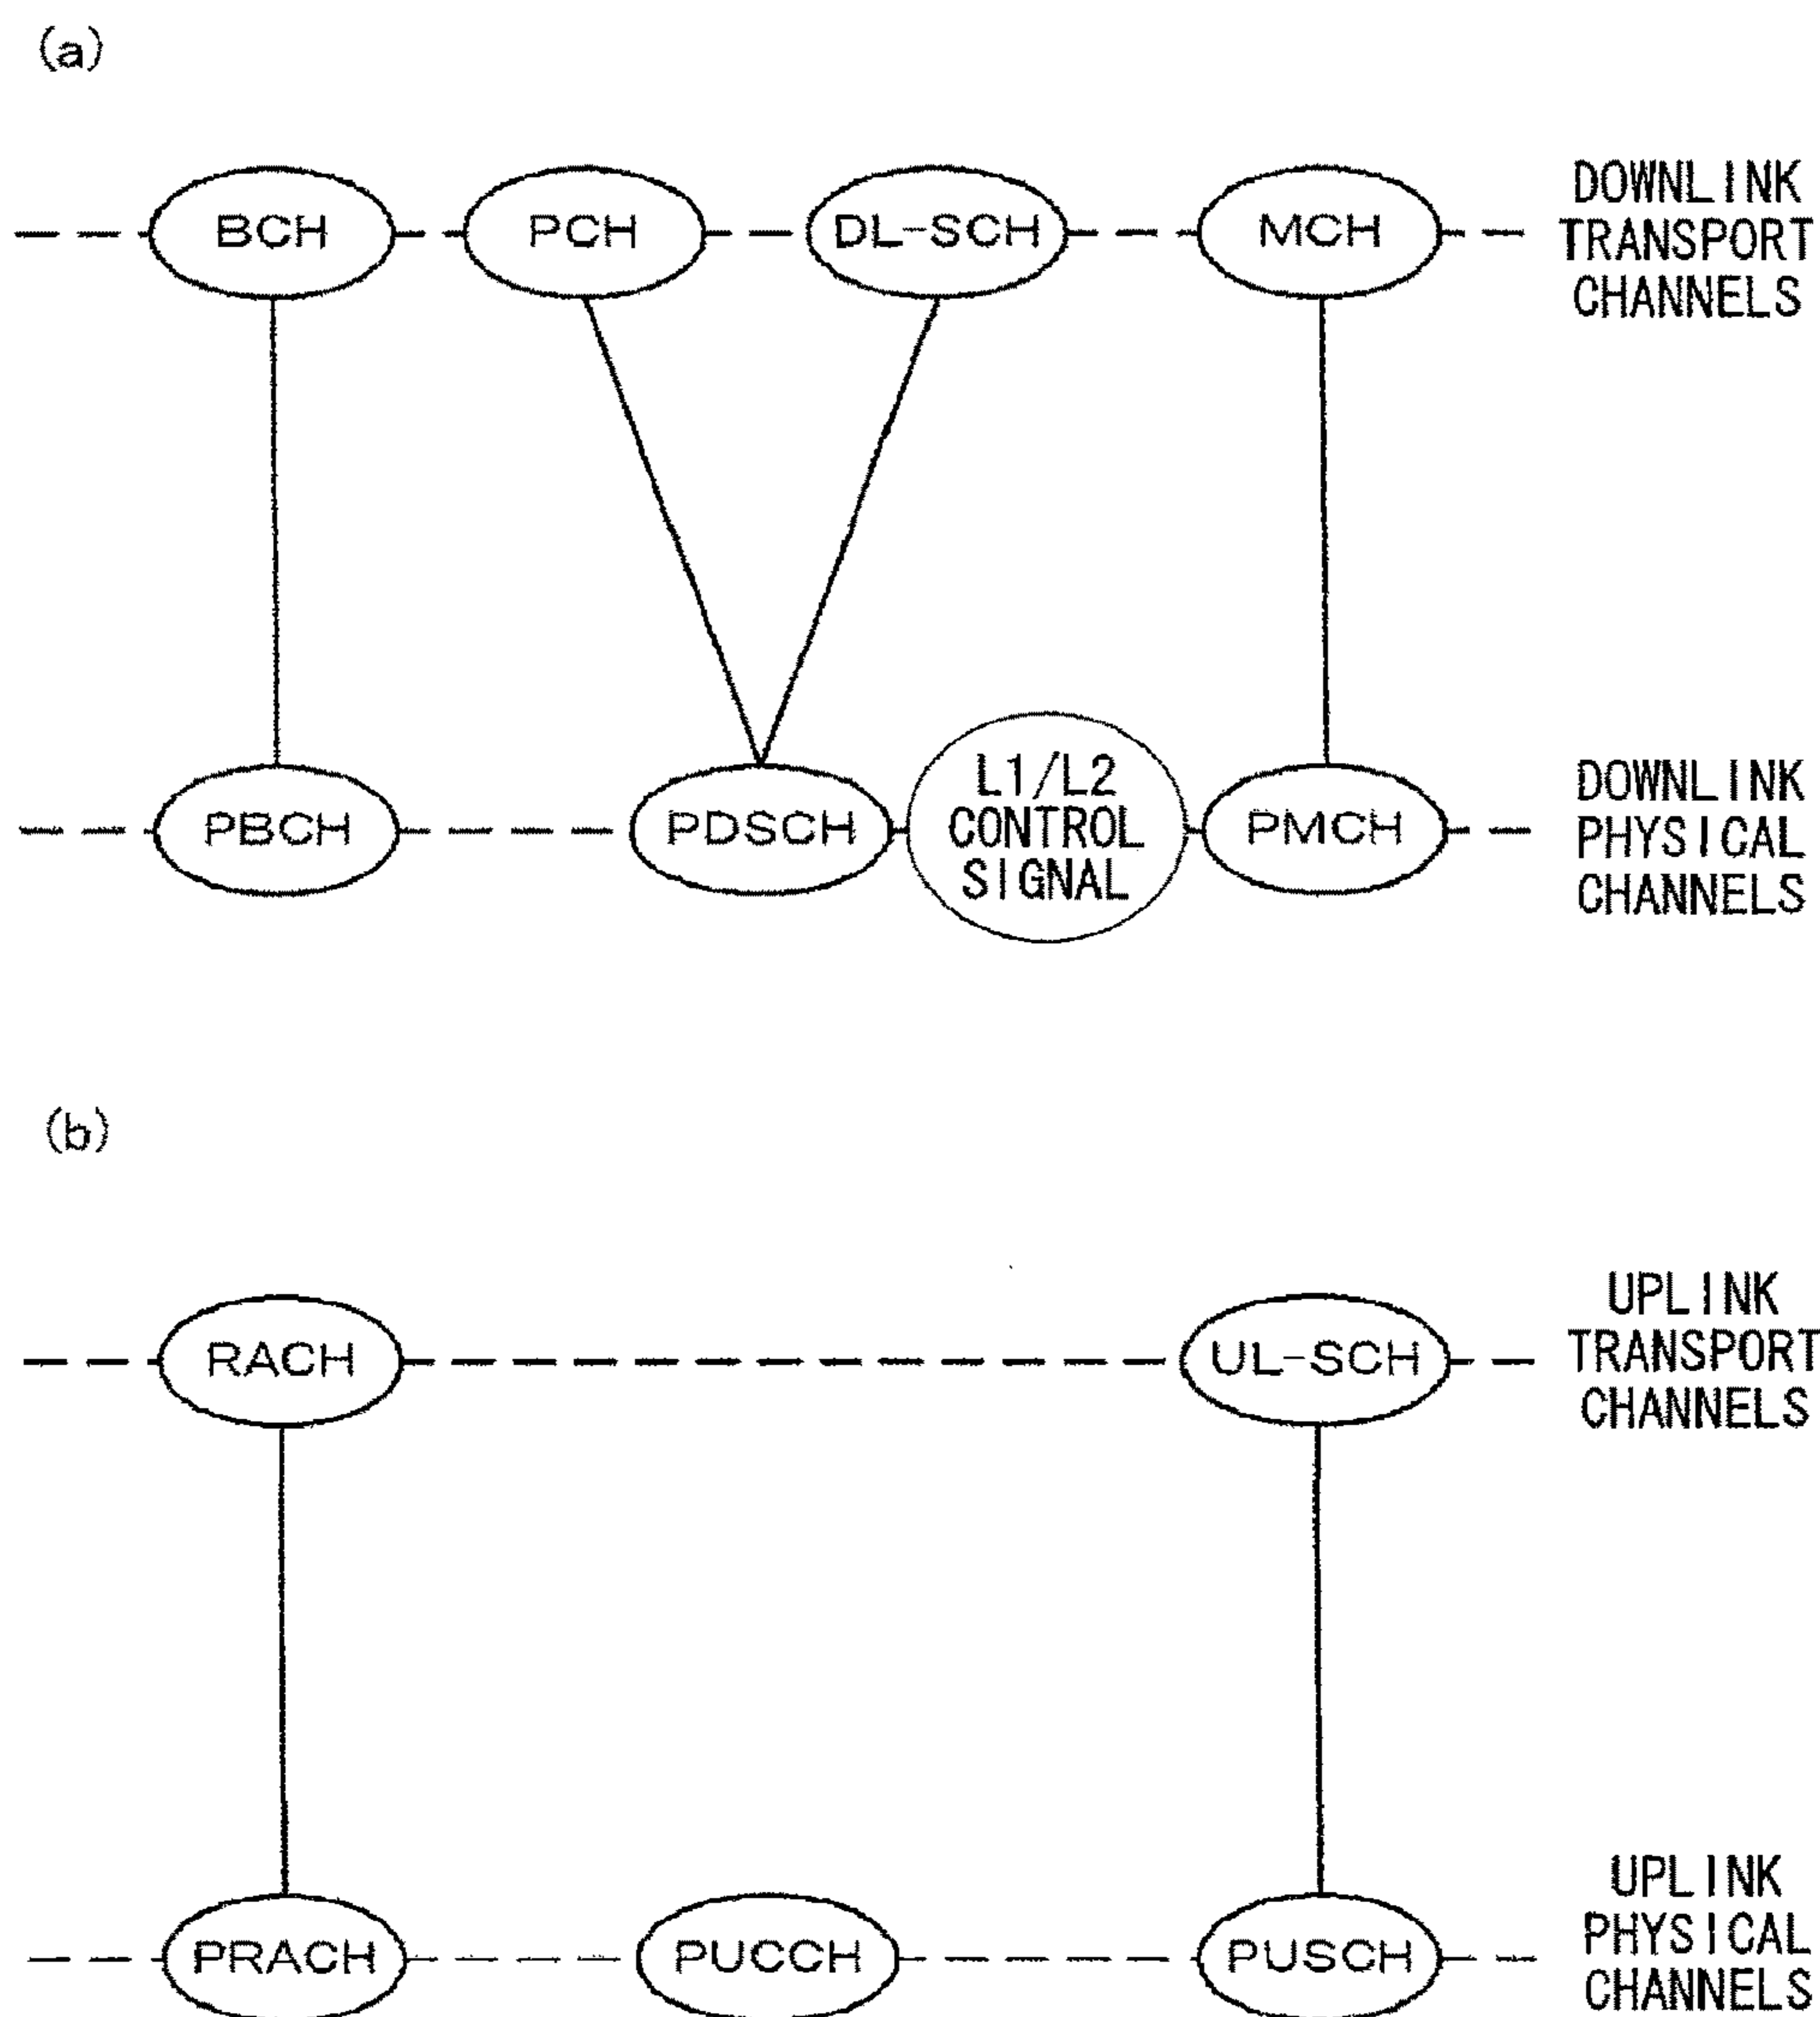 (a)
BCH PCH DL-SCH MCH
DOWNLINK
TRANSPORT
CHANNELS
PBCH PDSCH
L1/L2
CONTROL
SIGNAL
PMCH
DOWNLINK
PHYSICAL
CHANNELS
(b)
RACH UL-SCH
UPLINK
TRANSPORT
CHANNELS
PRACH PUCCH PUSCH
UPLINK
PHYSICAL
CHANNELS